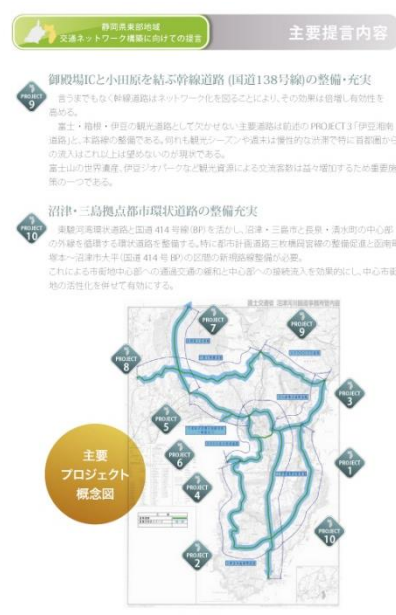 静岡県東部地域
交通ネットワーク構築に向けての提言
主要提言内容
PROJECT 9
御殿場ICと小田原を結ぶ幹線道路(国道138号線)の整備・充実
言うまでもなく幹線道路はネットワーク化を図ることにより、その効果は倍増し有効性を
高める。
富士・箱根・伊豆の観光道路として欠かせない主要道路は前述のPROJECT3「伊豆湘南
道路」と、本路線の整備である。何れも観光シーズンや週末は慢性的な渋滞で特に首都圏から
の流入はこれ以上は望めないのが現状である。
富士山の世界遺産、伊豆ジオパークなど観光資源による交流客数は益々増加するため重要施
策の一つである。
PROJECT 10
沼津・三島拠点都市環状道路の整備充実
東駿河湾環状道路と国道414号線(BP)を活かし、沼津・三島市と長泉・清水町の中心部
の外縁を循環する環状道路を整備する。特に都市計画道路三枚橋岡宮線の整備促進と函南町
塚本〜沼津市大平(国道414号BP)の区間の新規路線整備が必要。
これによる市街地中心部への通過交通の緩和と中心部への接続流入を効果的にし、中心市街
地の活性化を併せて有効にする。
PROJECT 7
PROJECT 9
PROJECT 8
PROJECT 3
PROJECT 5
PROJECT 6
PROJECT 1
PROJECT 4
PROJECT 10
PROJECT 2
主要
プロジェクト
概念図